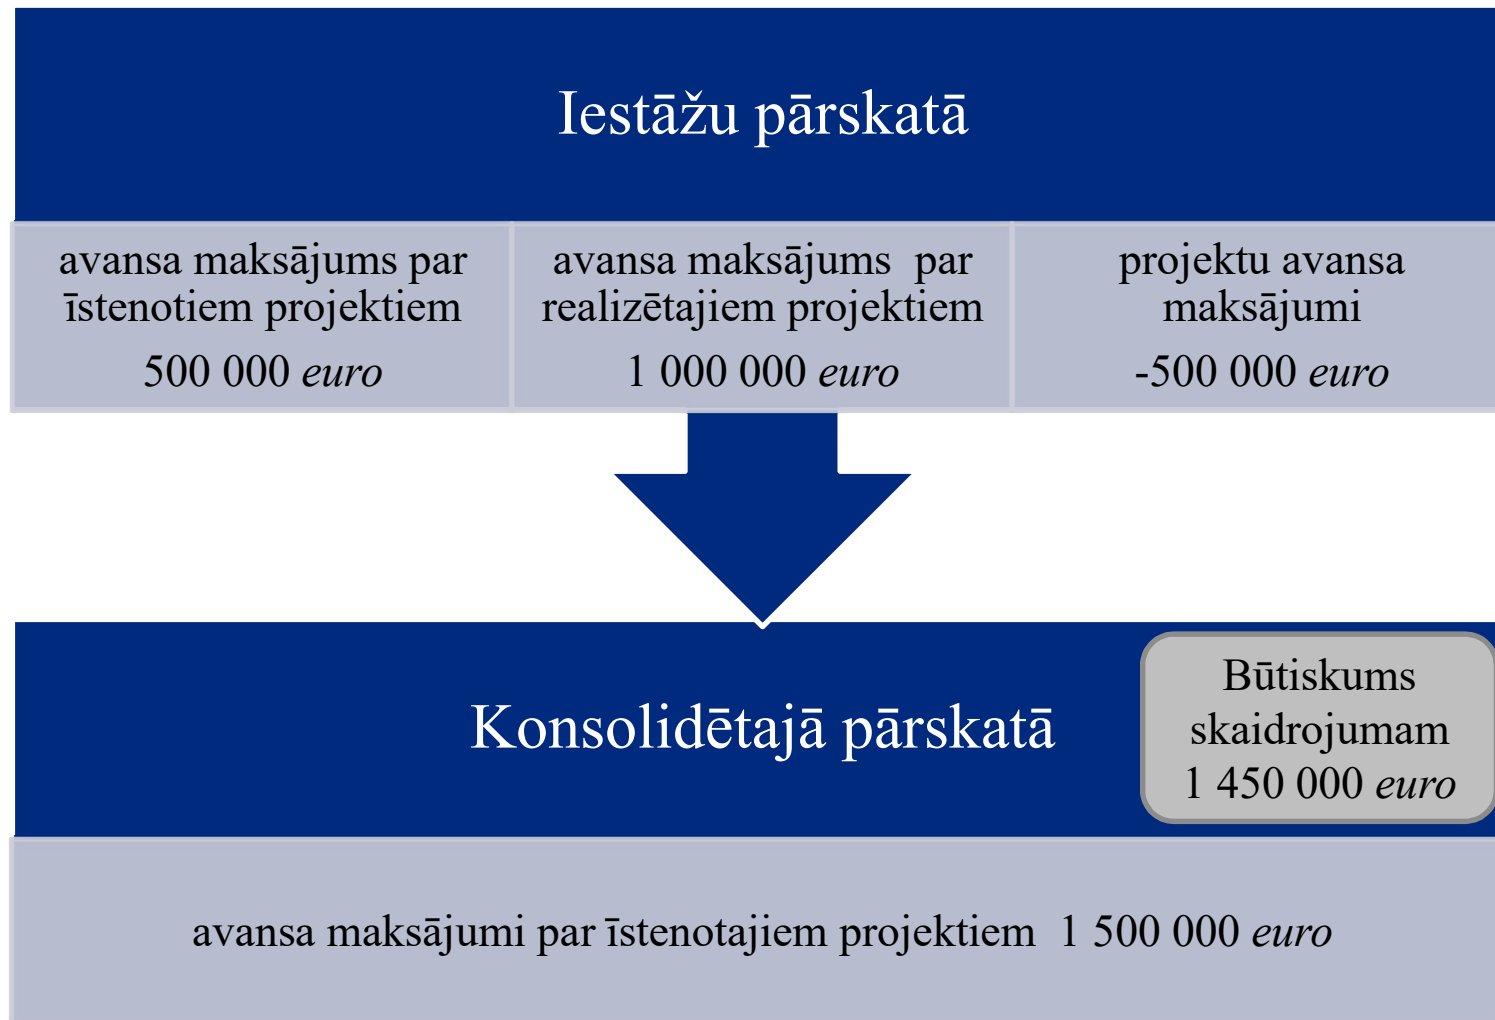 Iestāžu pārskatā
avansa maksājums par
īstenotiem projektiem
500 000 euro
avansa maksājums  par
realizētajiem projektiem
1 000 000 euro
projektu avansa
maksājumi
-500 000 euro
Konsolidētajā pārskatā
Būtiskums
skaidrojumam
1 450 000 euro
avansa maksājumi par īstenotajiem projektiem  1 500 000 euro